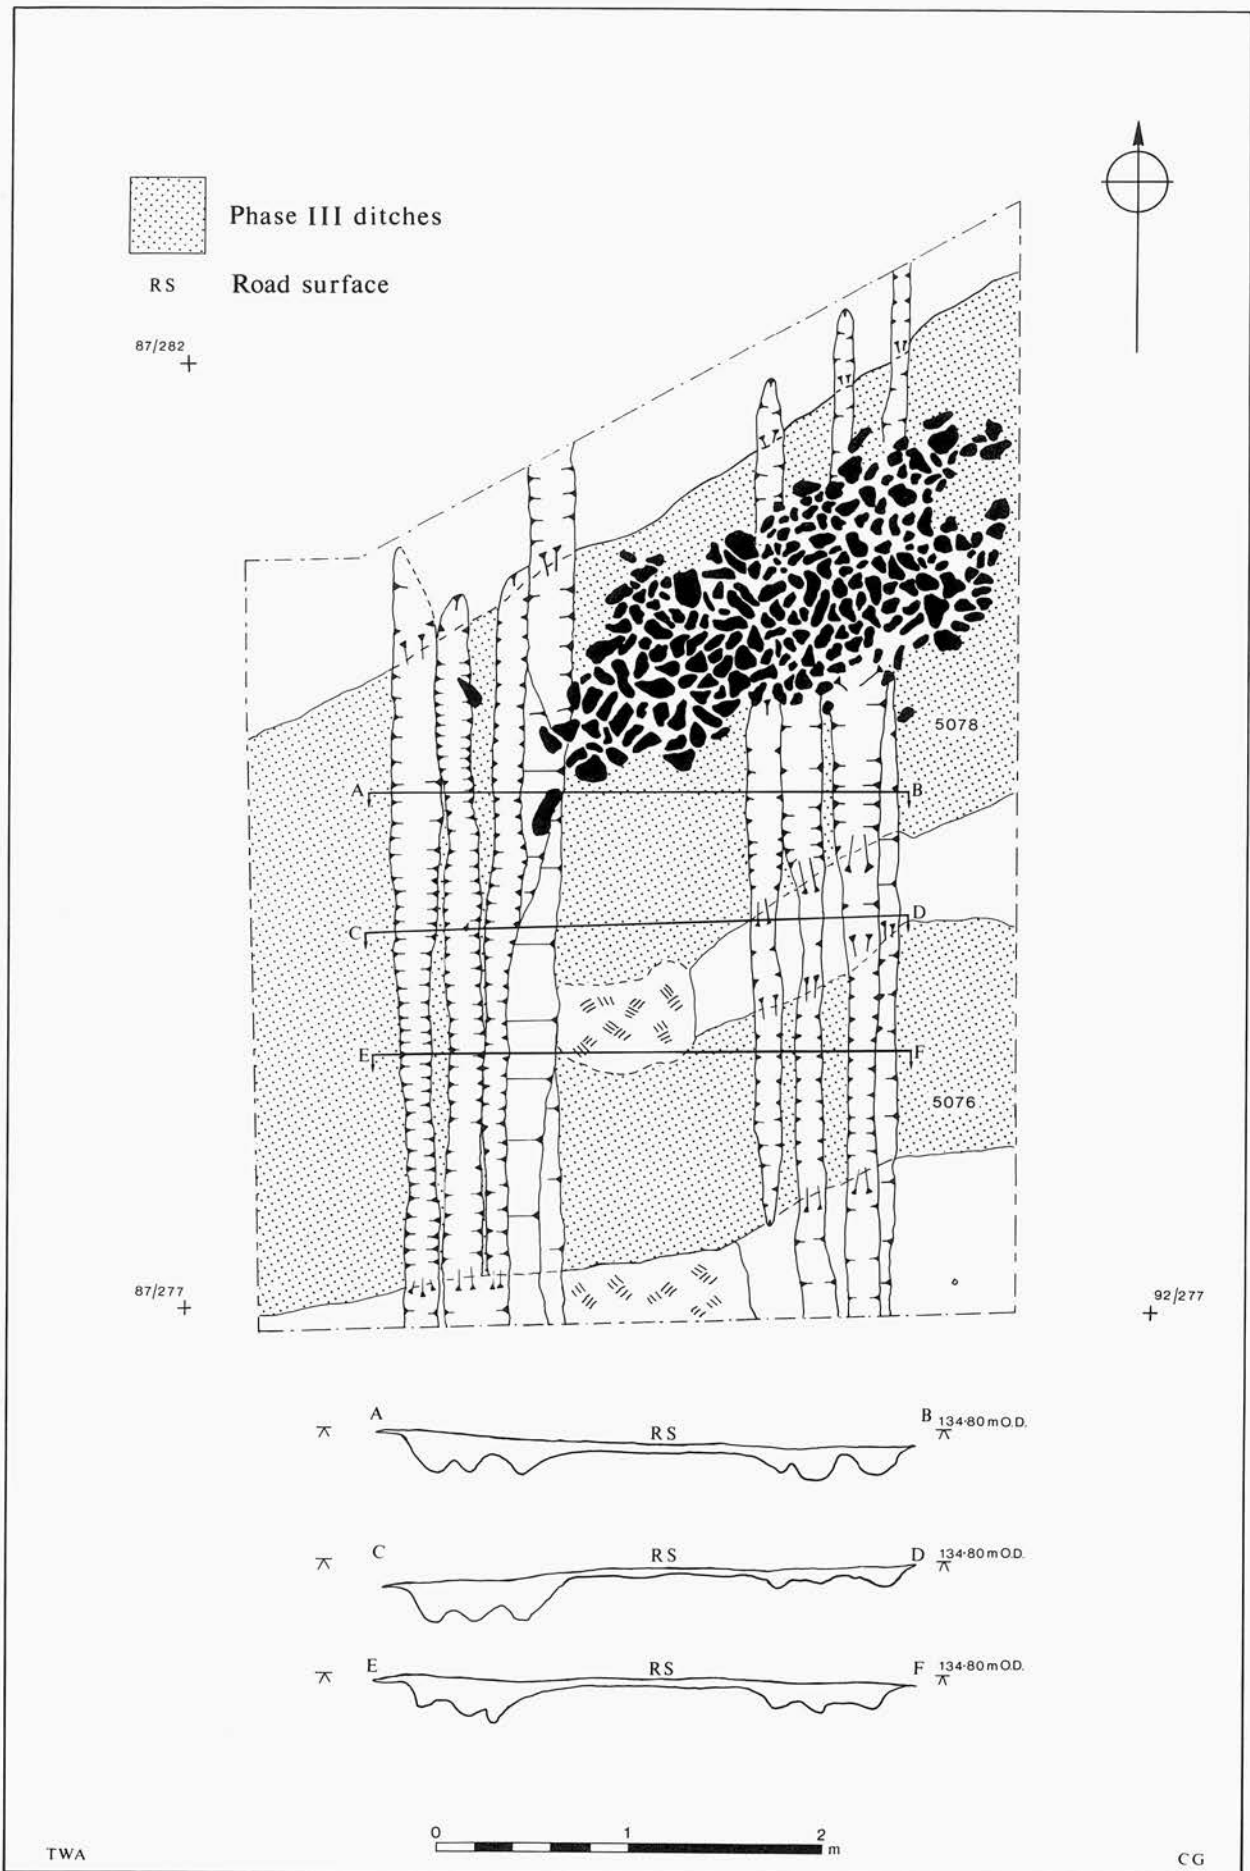 Phase III ditches
RS Road surface
87/282
5078
A B
C D
E F
5076
87/277 92/277
A RS B 134·80 m O.D.
C RS D 134·80 m O.D.
E RS F 134·80 m O.D.
0 1 2
m
TWA CG